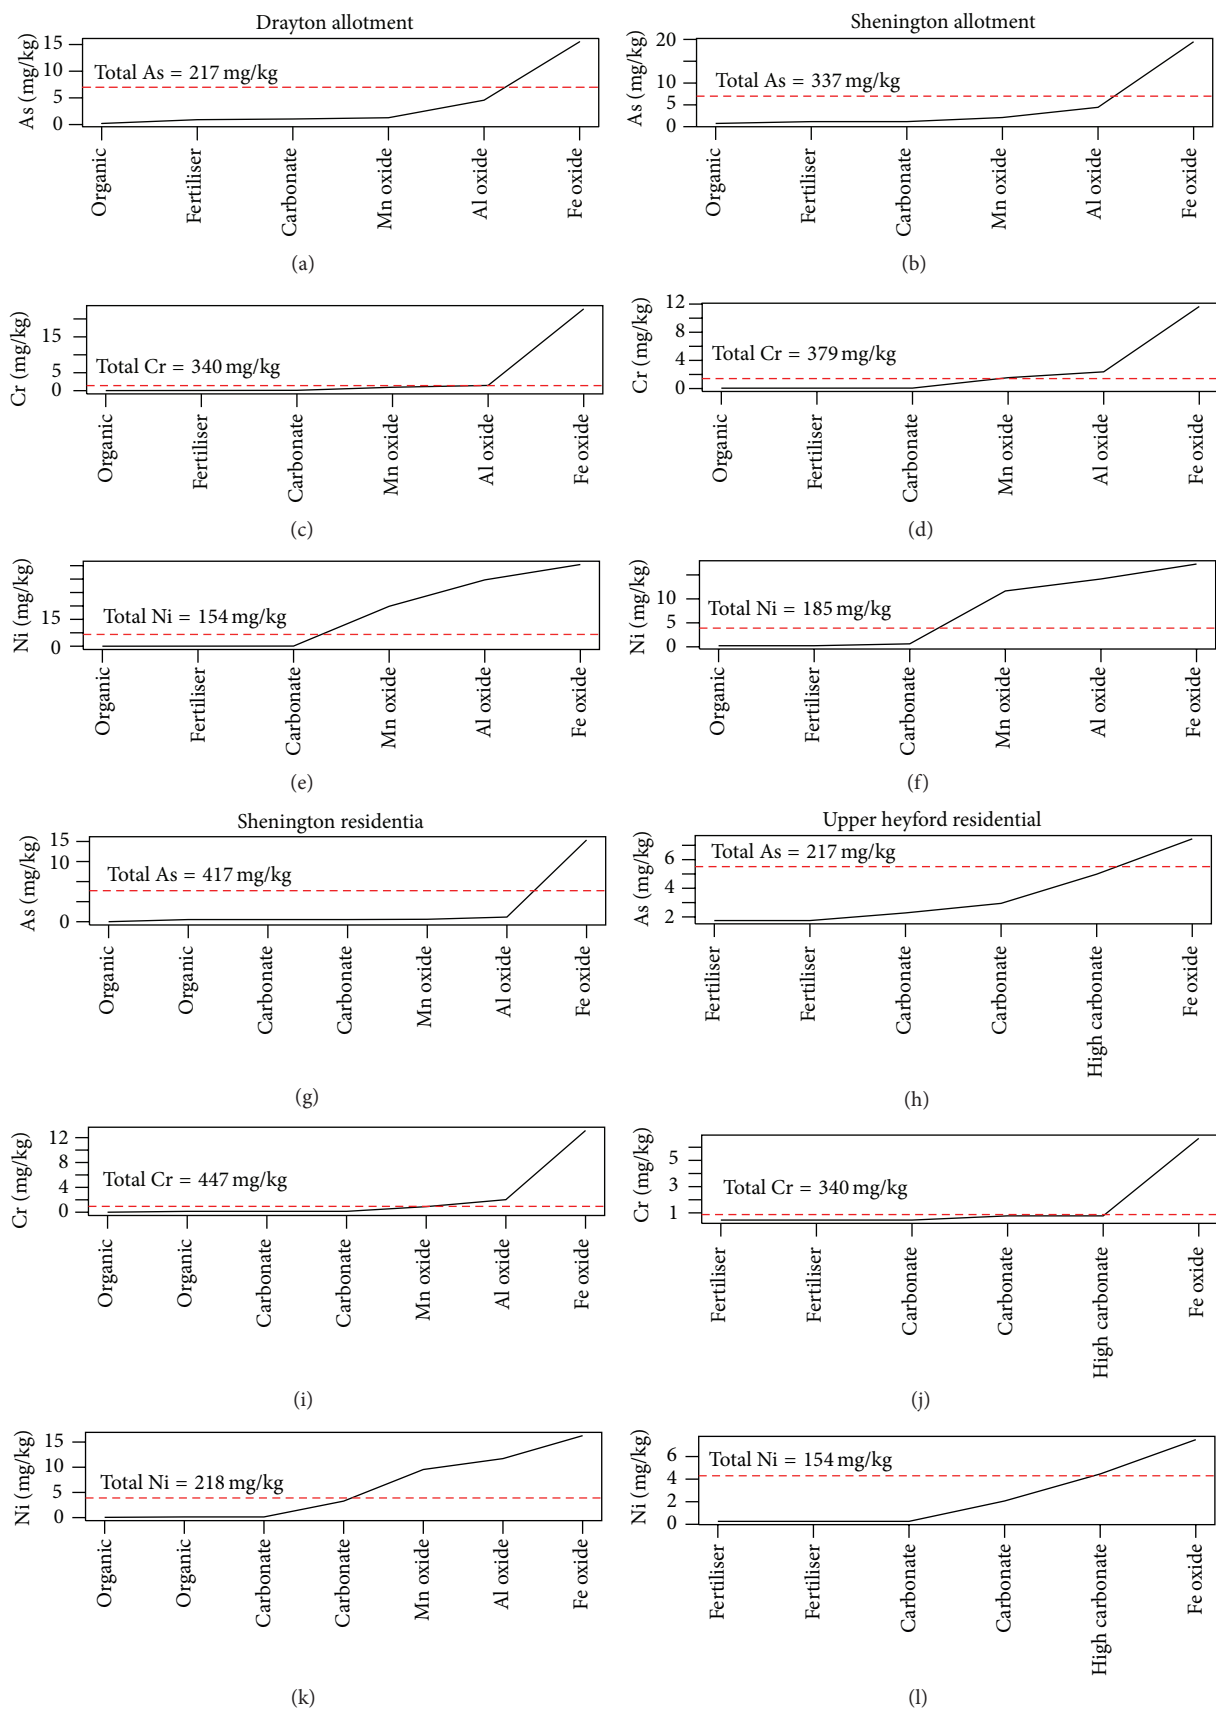 Drayton allotment
As (mg/kg)
15
10
5
0
Total As = 217 mg/kg
Organic
Fertiliser
Carbonate
Mn oxide
Al oxide
Fe oxide
(a)
Shenington allotment
As (mg/kg)
20
10
5
0
Total As = 337 mg/kg
Organic
Fertiliser
Carbonate
Mn oxide
Al oxide
Fe oxide
(b)
Cr (mg/kg)
15
5
0
Total Cr = 340 mg/kg
Organic
Fertiliser
Carbonate
Mn oxide
Al oxide
Fe oxide
(c)
Cr (mg/kg)
12
8
4
0
Total Cr = 379 mg/kg
Organic
Fertiliser
Carbonate
Mn oxide
Al oxide
Fe oxide
(d)
Ni (mg/kg)
15
0
Total Ni = 154 mg/kg
Organic
Fertiliser
Carbonate
Mn oxide
Al oxide
Fe oxide
(e)
Ni (mg/kg)
10
5
0
Total Ni = 185 mg/kg
Organic
Fertiliser
Carbonate
Mn oxide
Al oxide
Fe oxide
(f)
Shenington residentia
As (mg/kg)
15
10
0
Total As = 417 mg/kg
Organic
Organic
Carbonate
Carbonate
Mn oxide
Al oxide
Fe oxide
(g)
Upper heyford residential
As (mg/kg)
6
4
2
Total As = 217 mg/kg
Fertiliser
Fertiliser
Carbonate
Carbonate
High carbonate
Fe oxide
(h)
Cr (mg/kg)
12
8
4
0
Total Cr = 447 mg/kg
Organic
Organic
Carbonate
Carbonate
Mn oxide
Al oxide
Fe oxide
(i)
Cr (mg/kg)
5
3
1
Total Cr = 340 mg/kg
Fertiliser
Fertiliser
Carbonate
Carbonate
High carbonate
Fe oxide
(j)
Ni (mg/kg)
15
10
5
0
Total Ni = 218 mg/kg
Organic
Organic
Carbonate
Carbonate
Mn oxide
Al oxide
Fe oxide
(k)
Ni (mg/kg)
6
4
2
0
Total Ni = 154 mg/kg
Fertiliser
Fertiliser
Carbonate
Carbonate
High carbonate
Fe oxide
(l)